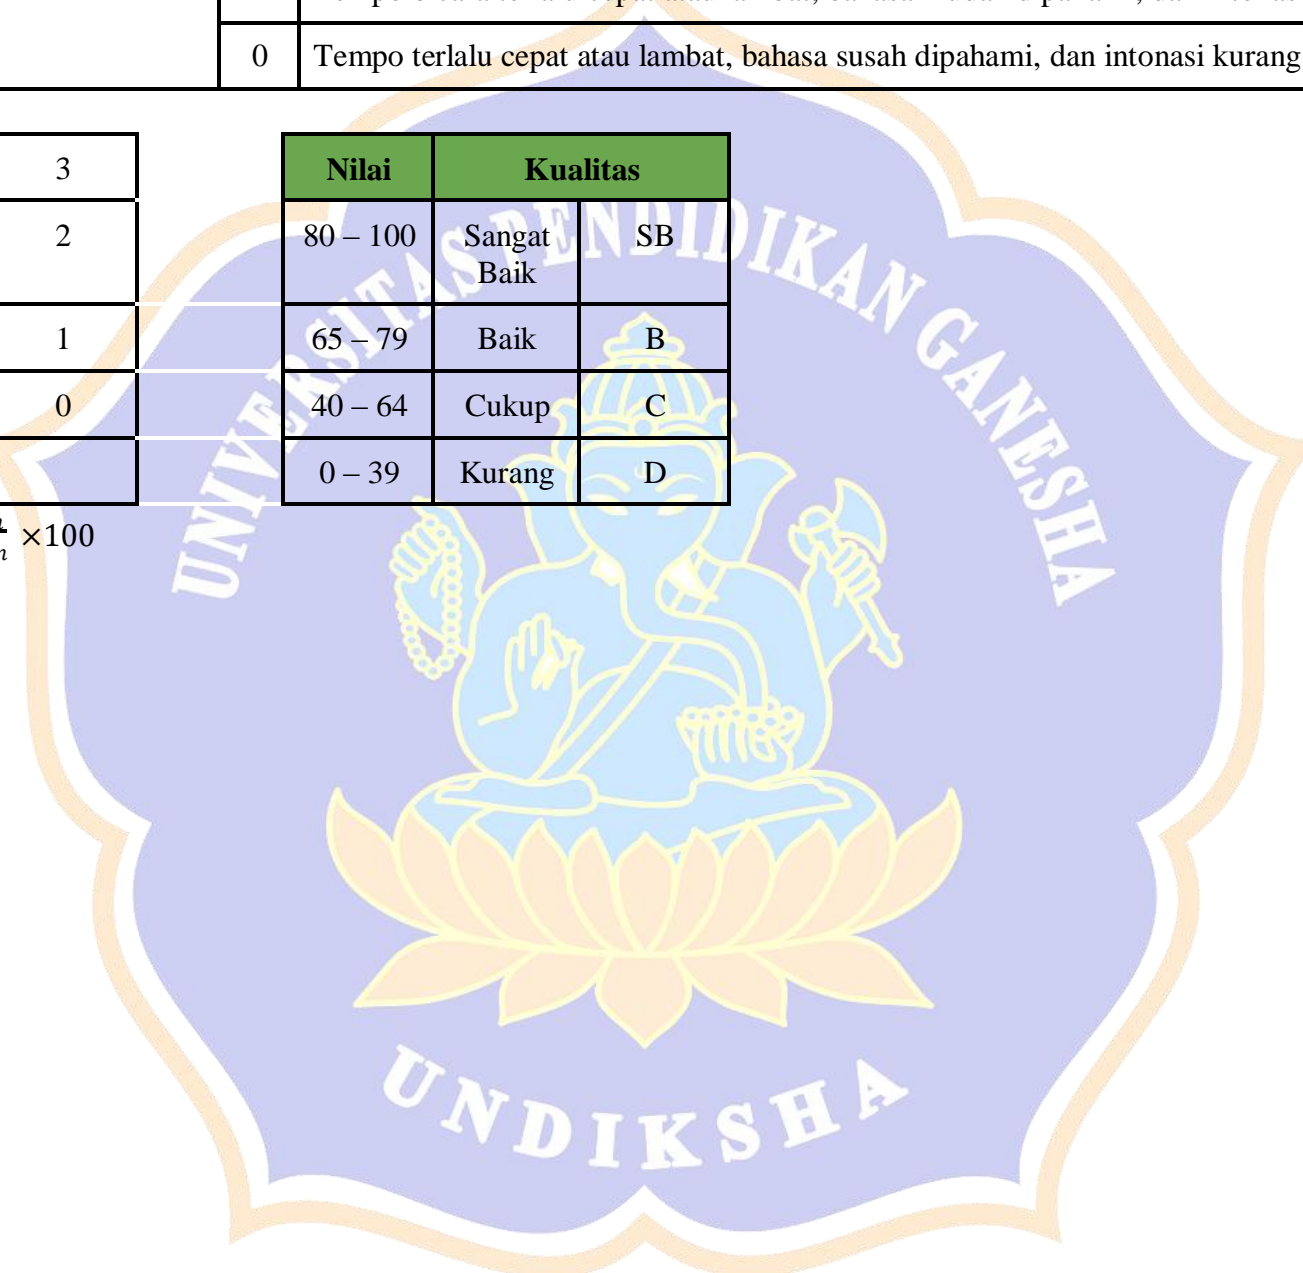 0 Tempo terlalu cepat atau lambat, bahasa susah dipahami, dan intonasi kurang
3
2
1
0
×100
Nilai Kualitas
80 – 100 Sangat Baik SB
65 – 79 Baik B
40 – 64 Cukup C
0 – 39 Kurang D
UNIVERSITAS PENDIDIKAN GANESHA
UNDIKSHA